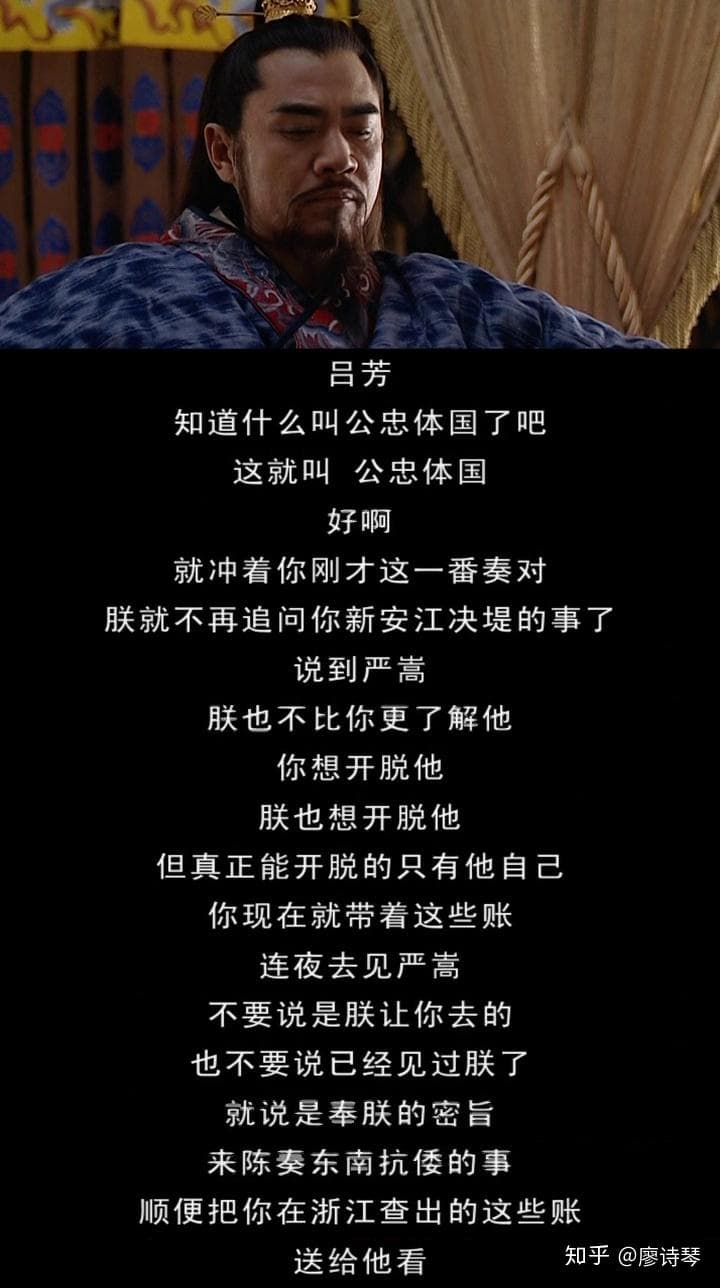 吕芳
知道什么叫公忠体国了吧
这就叫 公忠体国
好啊
就冲着你刚才这一番奏对
朕就不再追问你新安江决堤的事了
说到严嵩
朕也不比你更了解他
你想开脱他
朕也想开脱他
但真正能开脱的只有他自己
你现在就带着这些账
连夜去见严嵩
不要说是朕让你去的
也不要说已经见过朕了
就说是奉朕的密旨
来陈奏东南抗倭的事
顺便把你在浙江查出的这些账
送给他看
知乎 @廖诗琴